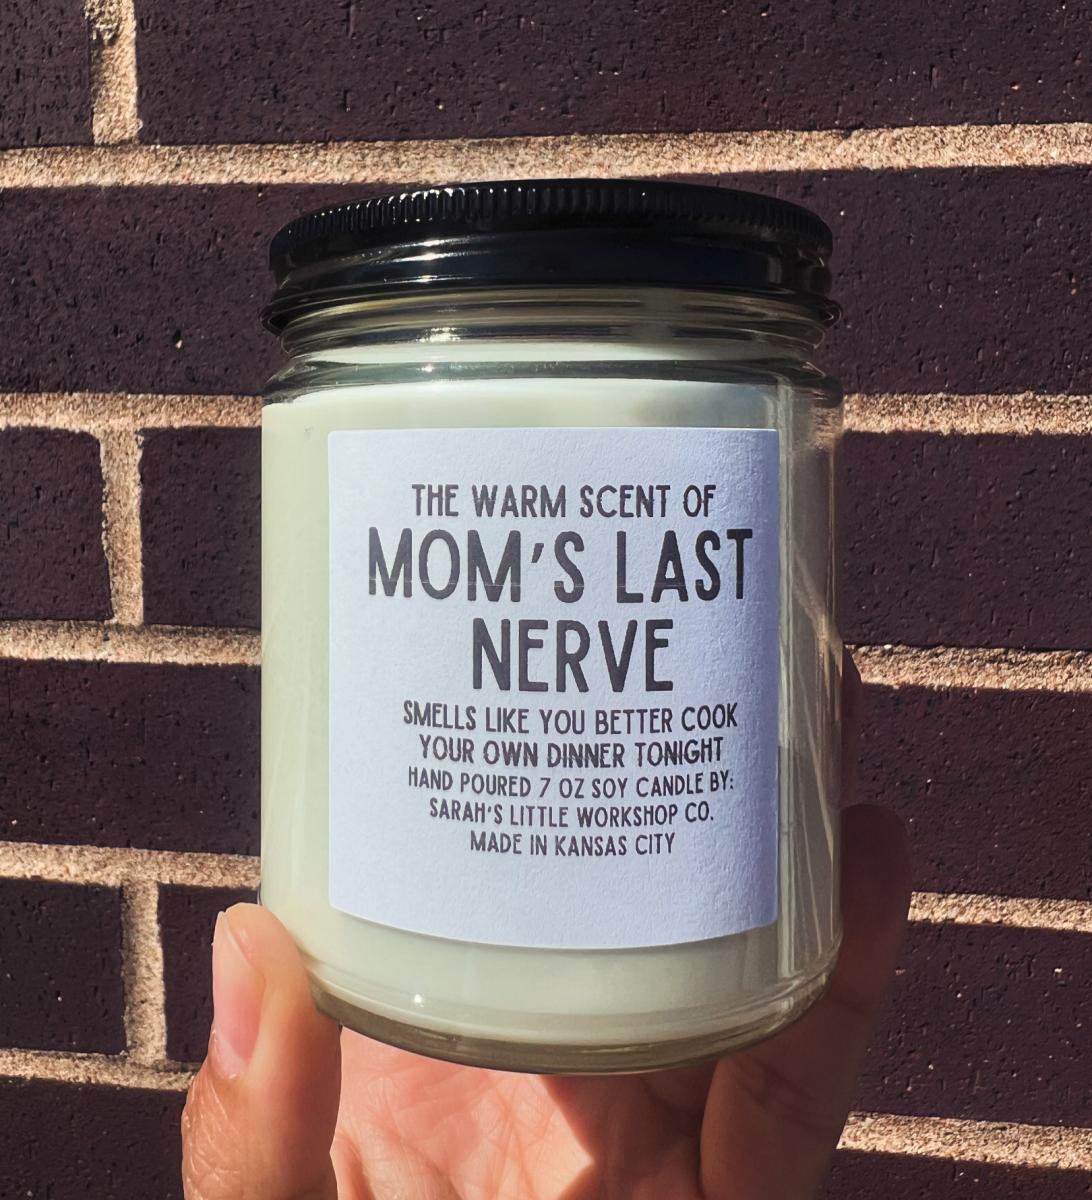 THE WARM SCENT OF
MOM'S LAST
NERVE
SMELLS LIKE YOU BETTER COOK
YOUR OWN DINNER TONIGHT
HAND POURED 7 OZ SOY CANDLE BY:
SARAH'S LITTLE WORKSHOP CO.
MADE IN KANSAS CITY